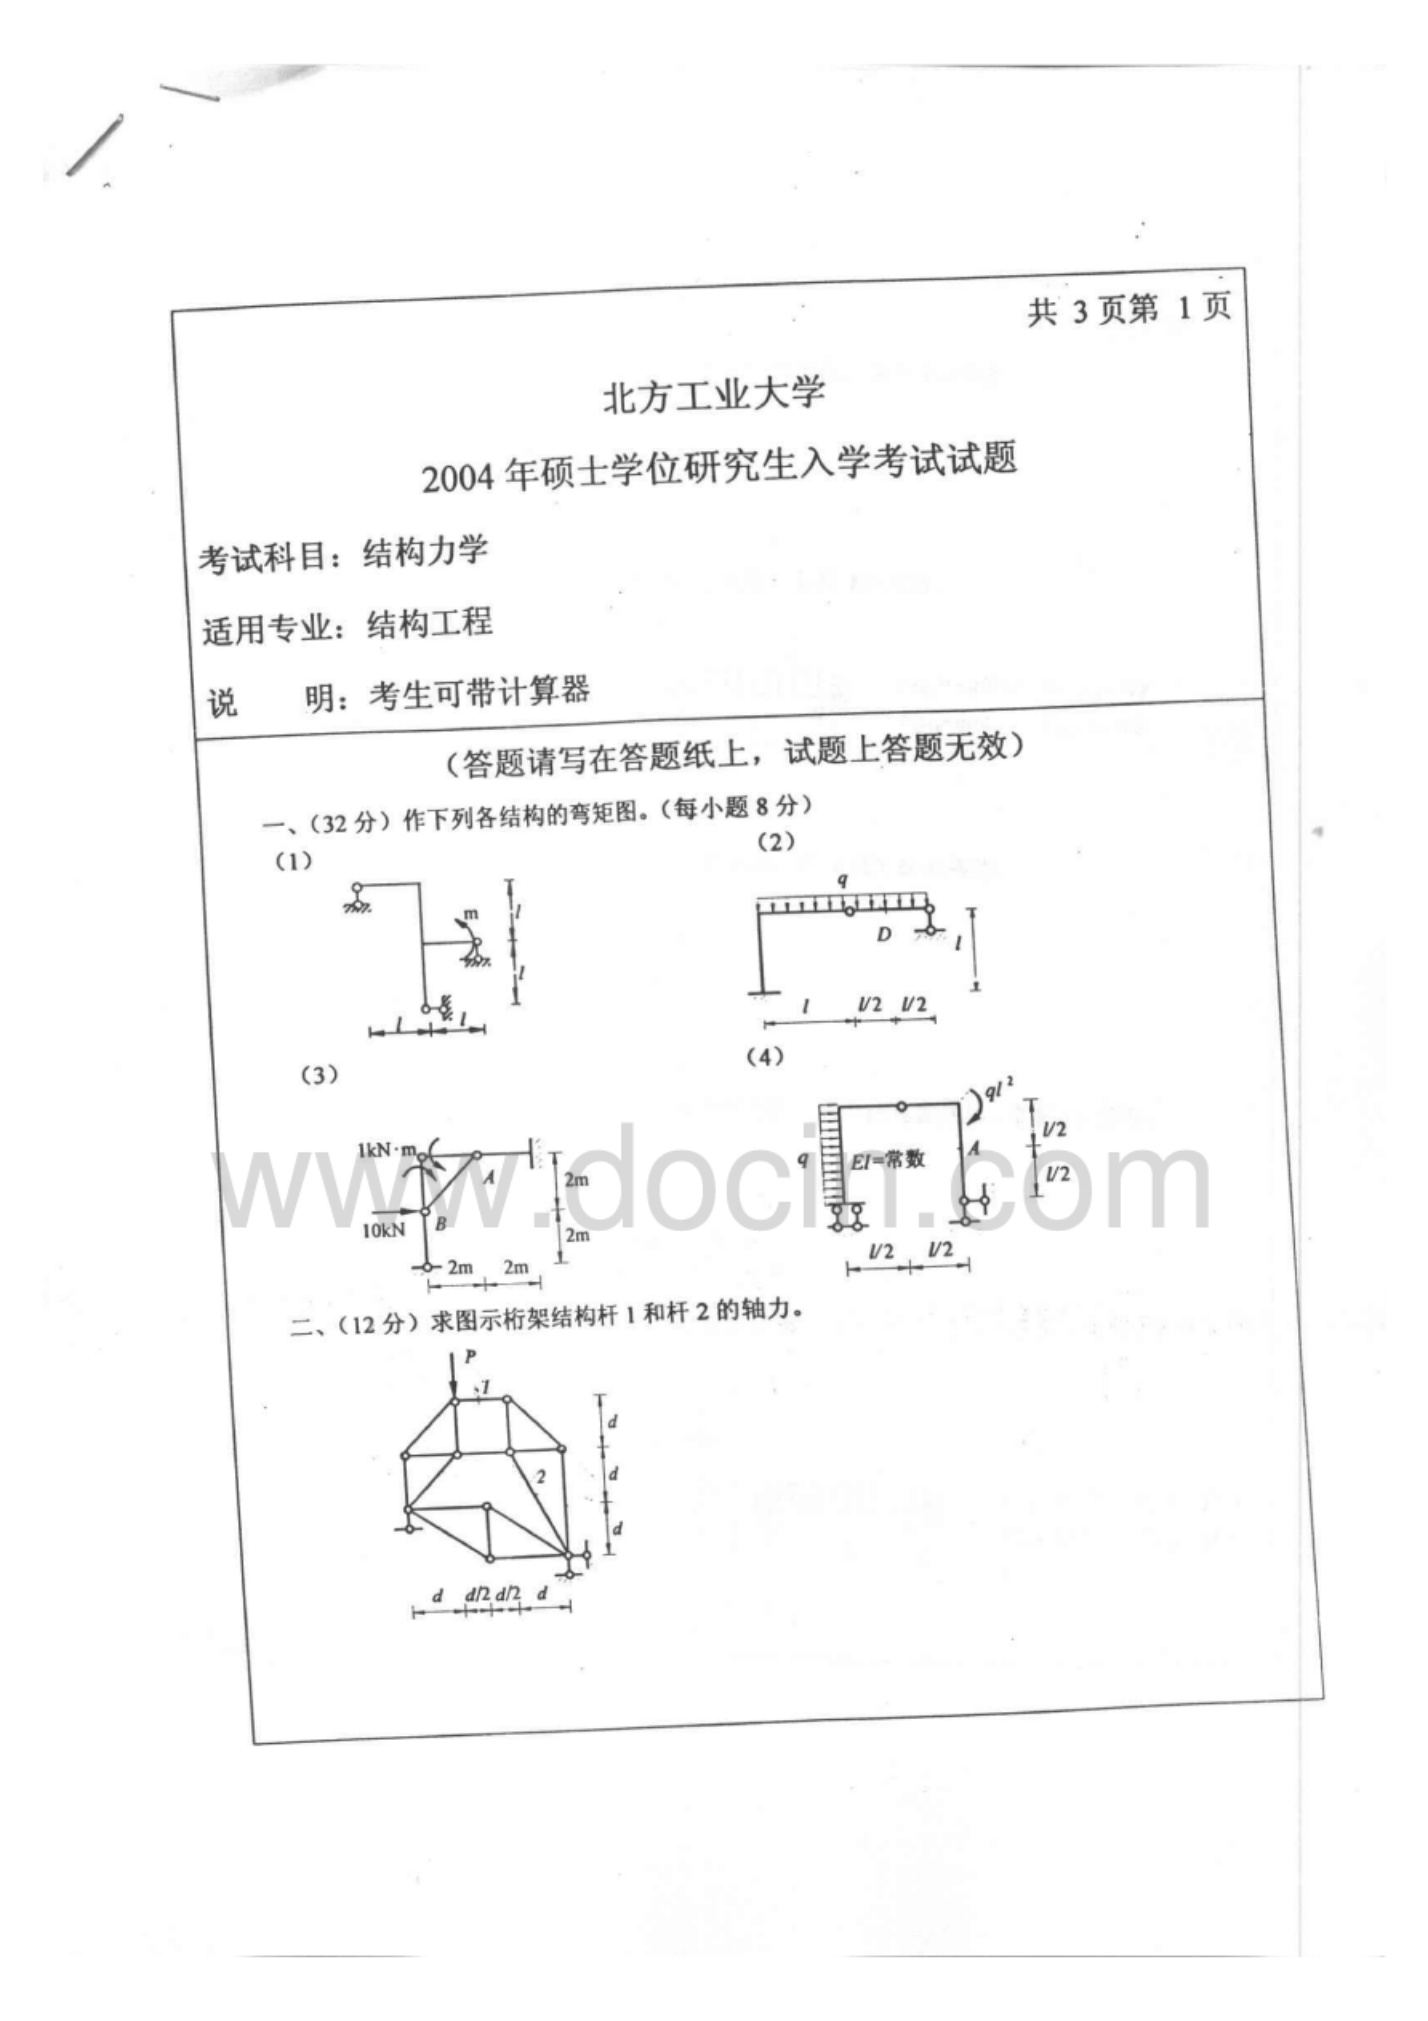 共 3 页第 1 页
北方工业大学
2004 年硕士学位研究生入学考试试题
考试科目：结构力学
适用专业：结构工程
说 明：考生可带计算器
（答题请写在答题纸上，试题上答题无效）
一、（32 分）作下列各结构的弯矩图。（每小题 8 分）
（1）
m
l
l
l l
（2）
q
D
l
l l/2 l/2
（3）
1kN·m
A
2m
10kN B
2m
2m 2m
（4）
ql²
l/2
q EI=常数 A
l/2
l/2 l/2
www.docin.com
二、（12 分）求图示桁架结构杆 1 和杆 2 的轴力。
P
1
d
2 d
d
d d/2 d/2 d